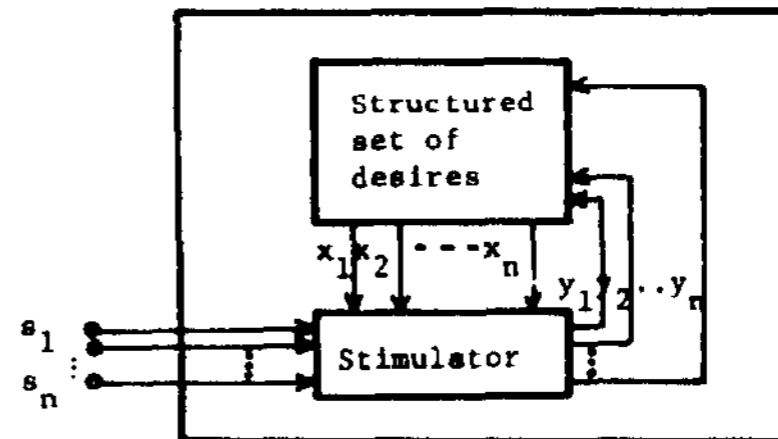 Structured
set of
desires
x₁ x₂ - - - xₙ
y₁ y₂ . . yₙ
s₁
Stimulator
sₙ